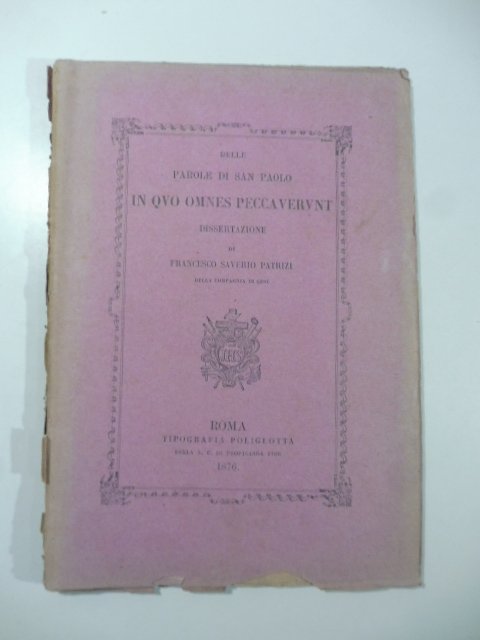 DELLE
PAROLE DI SAN PAOLO
IN QVO OMNES PECCAVERVNT
DISSERTAZIONE
DI
FRANCESCO SAVERIO PATRIZI
DELLA COMPAGNIA DI GESÙ
ROMA
TIPOGRAFIA POLIGLOTTA
DELLA S. C. DI PROPAGANDA FIDE
1876.